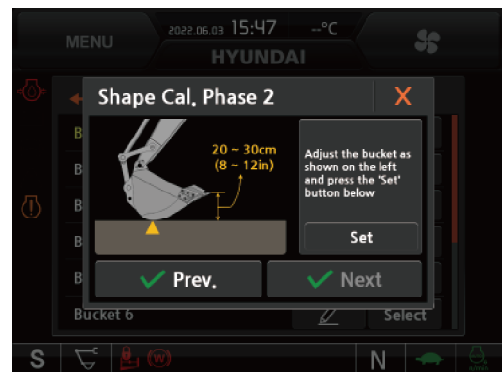 MENU
2022.06.03 15:47 --°C
HYUNDAI
Shape Cal. Phase 2 X
20 ~ 30cm
(8 ~ 12in)
Adjust the bucket as
shown on the left
and press the 'Set'
button below
Set
B
B
B
B
B
Prev.
Next
Bucket 6
Select
S
(W)
N